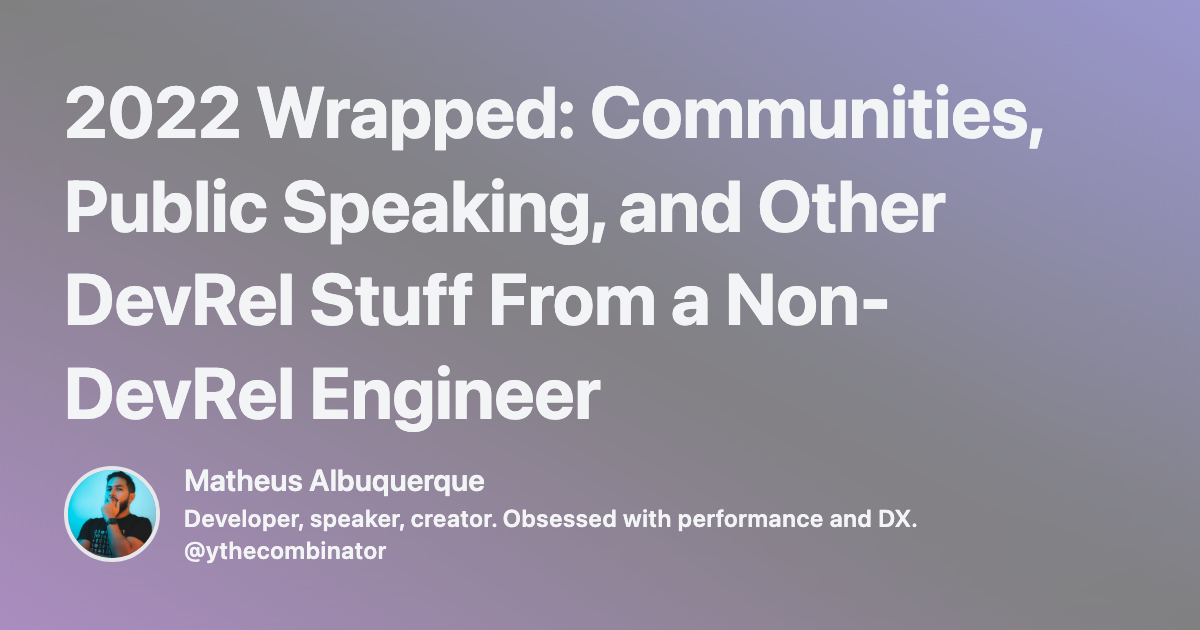 2022 Wrapped: Communities,
Public Speaking, and Other
DevRel Stuff From a Non-
DevRel Engineer
Matheus Albuquerque
Developer, speaker, creator. Obsessed with performance and DX.
@ythecombinator